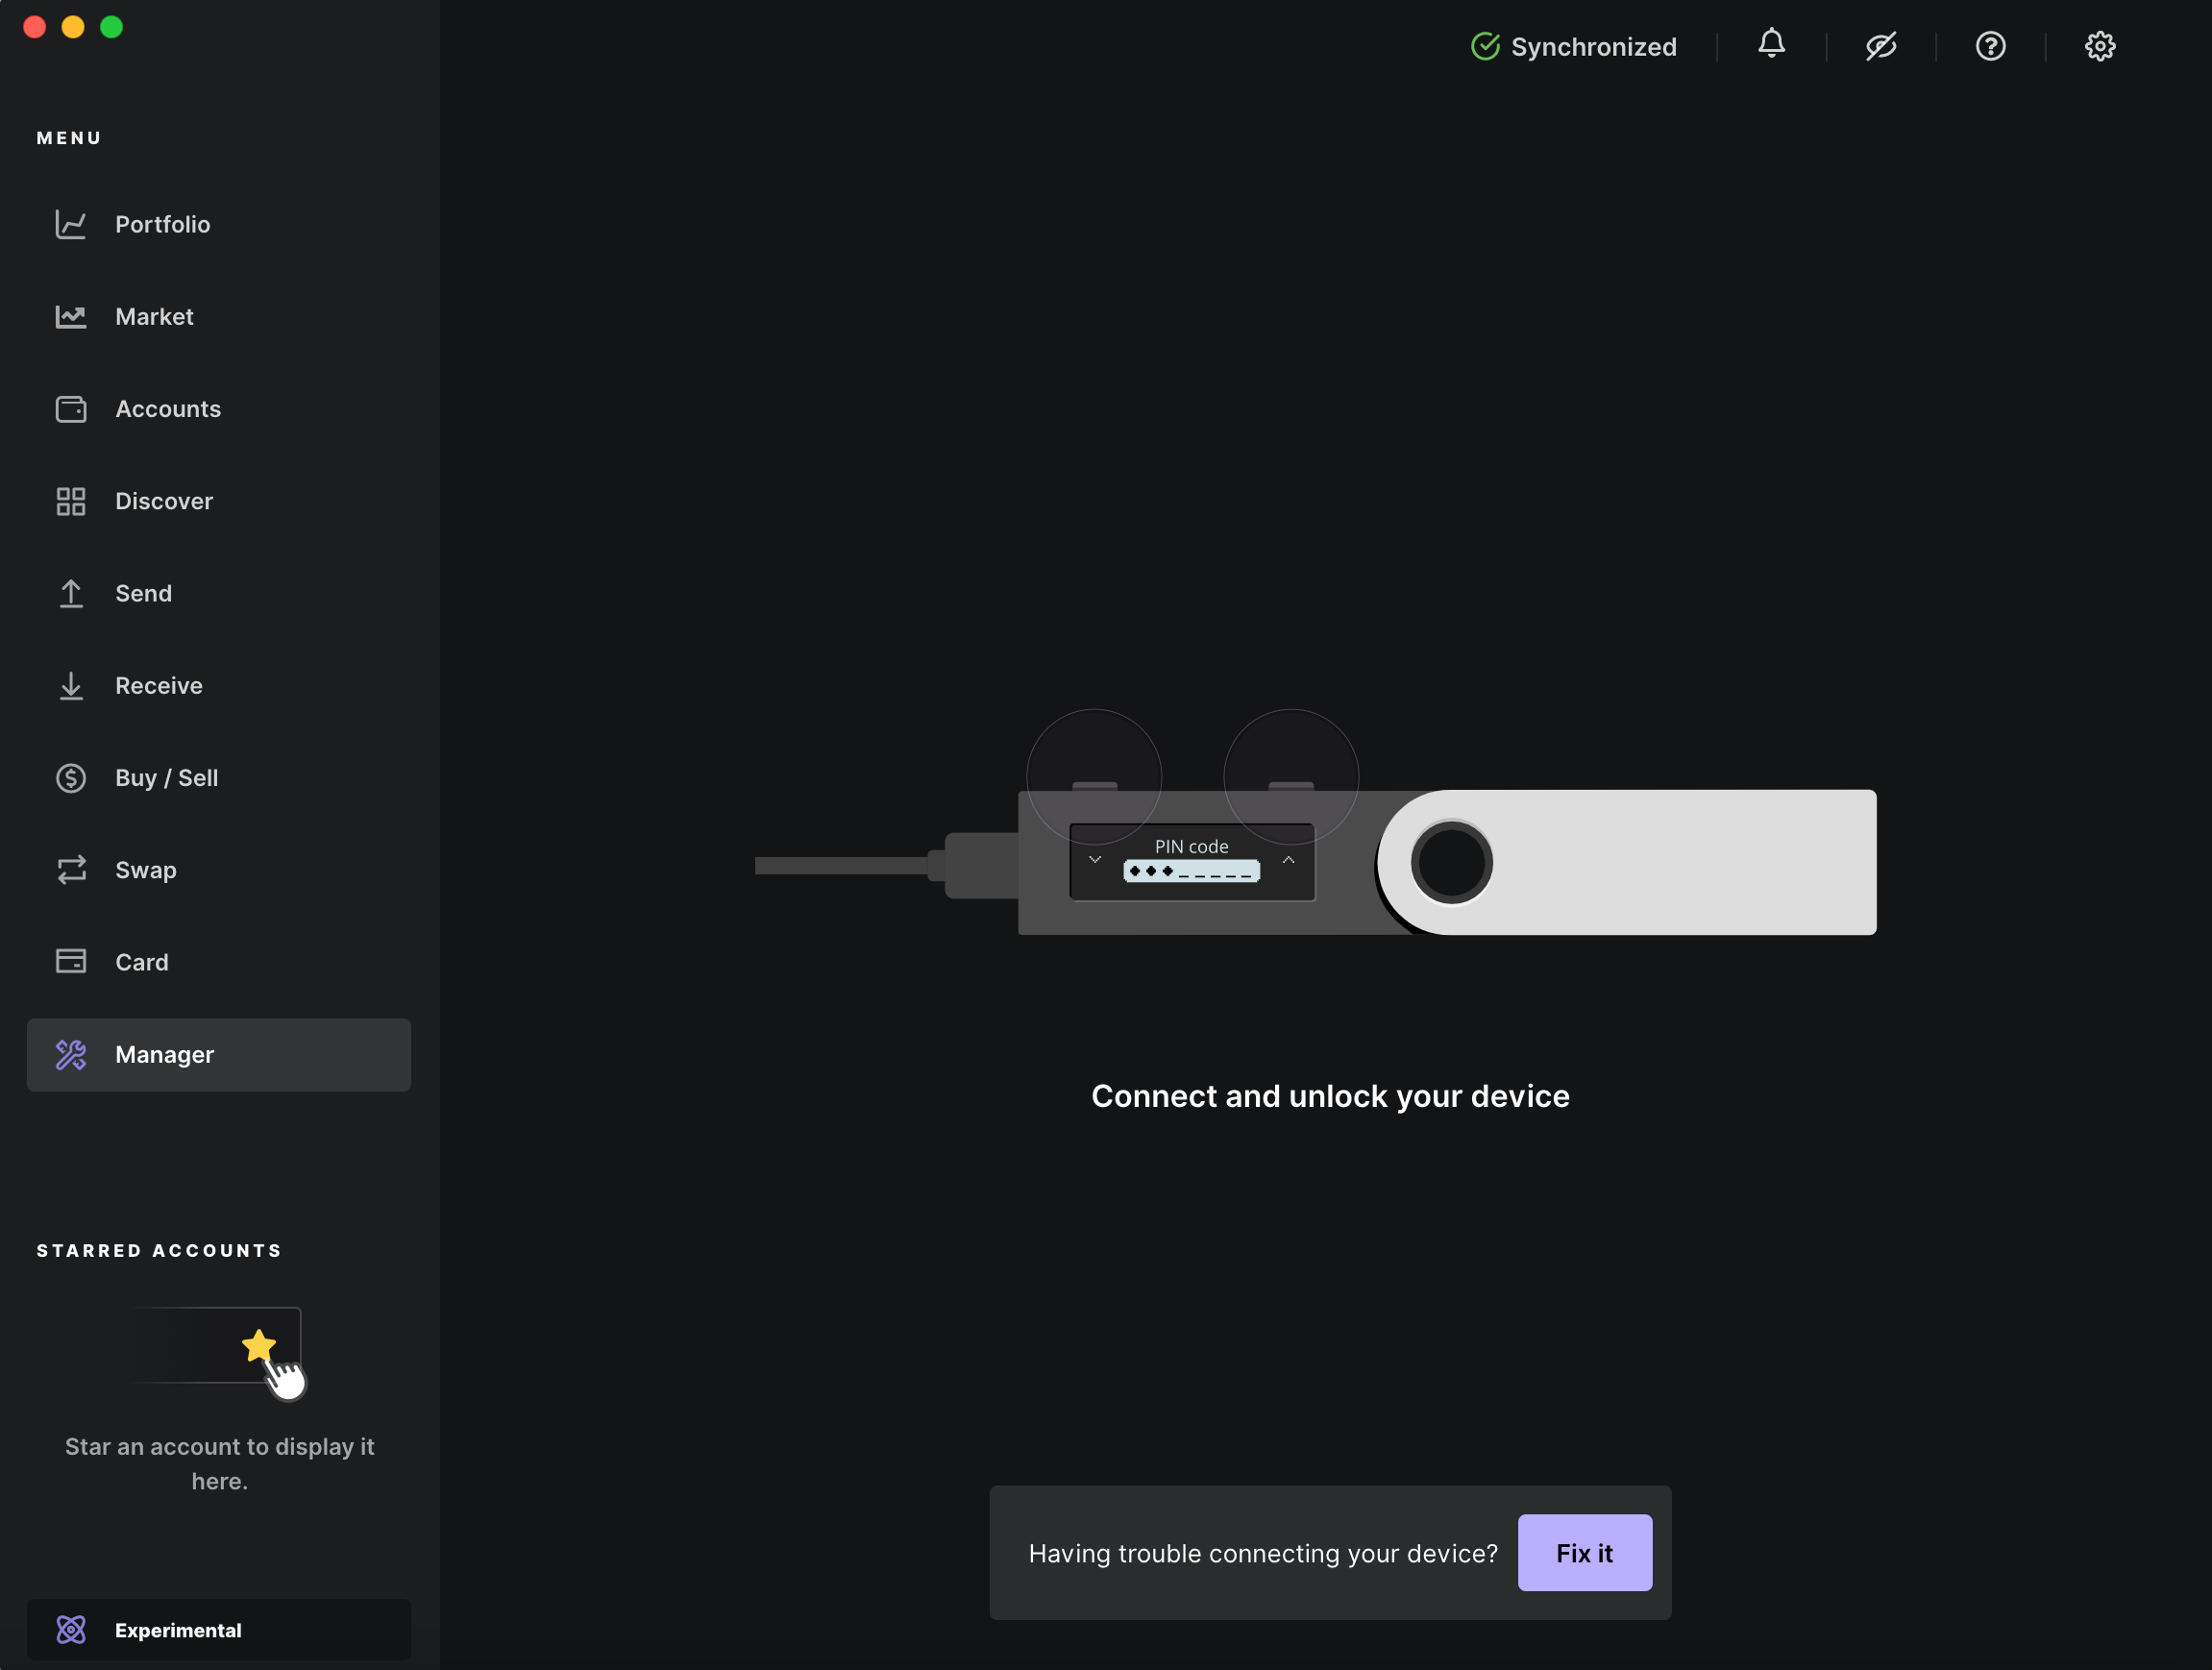 Synchronized
MENU
Portfolio
Market
Accounts
Discover
Send
Receive
Buy / Sell
Swap
Card
Manager
PIN code
Connect and unlock your device
STARRED ACCOUNTS
Star an account to display it
here.
Having trouble connecting your device?
Fix it
Experimental